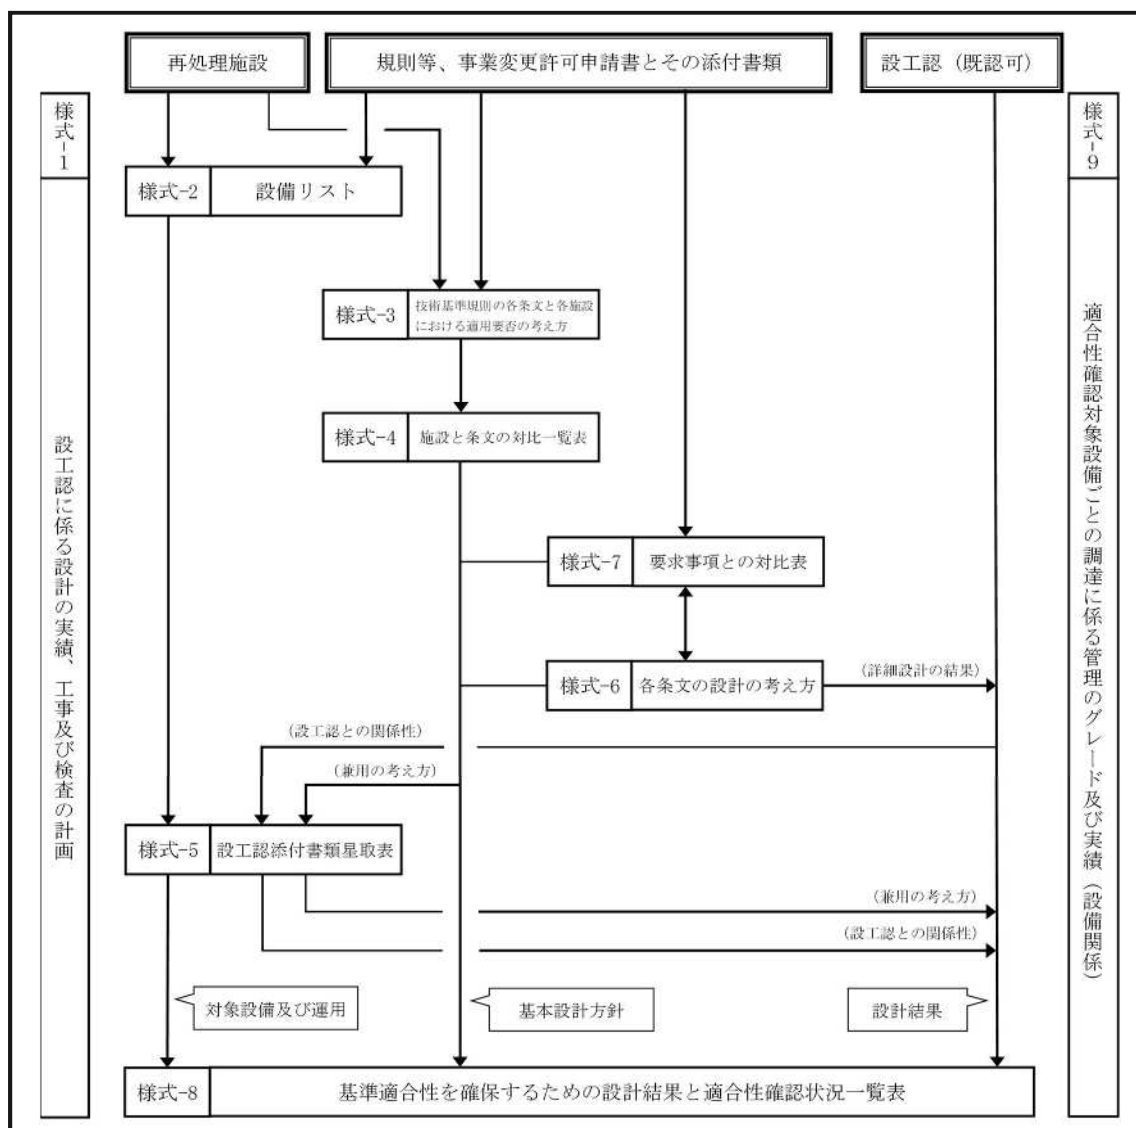 再処理施設
規則等、事業変更許可申請書とその添付書類
設工認（既認可）
様式-1
設工認に係る設計の実績、工事及び検査の計画
様式-9
適合性確認対象設備ごとの調達に係る管理のグレード及び実績（設備関係）
様式-2
設備リスト
様式-3
技術基準規則の各条文と各施設
における適用要否の考え方
様式-4
施設と条文の対比一覧表
様式-7
要求事項との対比表
様式-6
各条文の設計の考え方
(詳細設計の結果)
(設工認との関係性)
(兼用の考え方)
様式-5
設工認添付書類星取表
(兼用の考え方)
(設工認との関係性)
対象設備及び運用
基本設計方針
設計結果
様式-8
基準適合性を確保するための設計結果と適合性確認状況一覧表